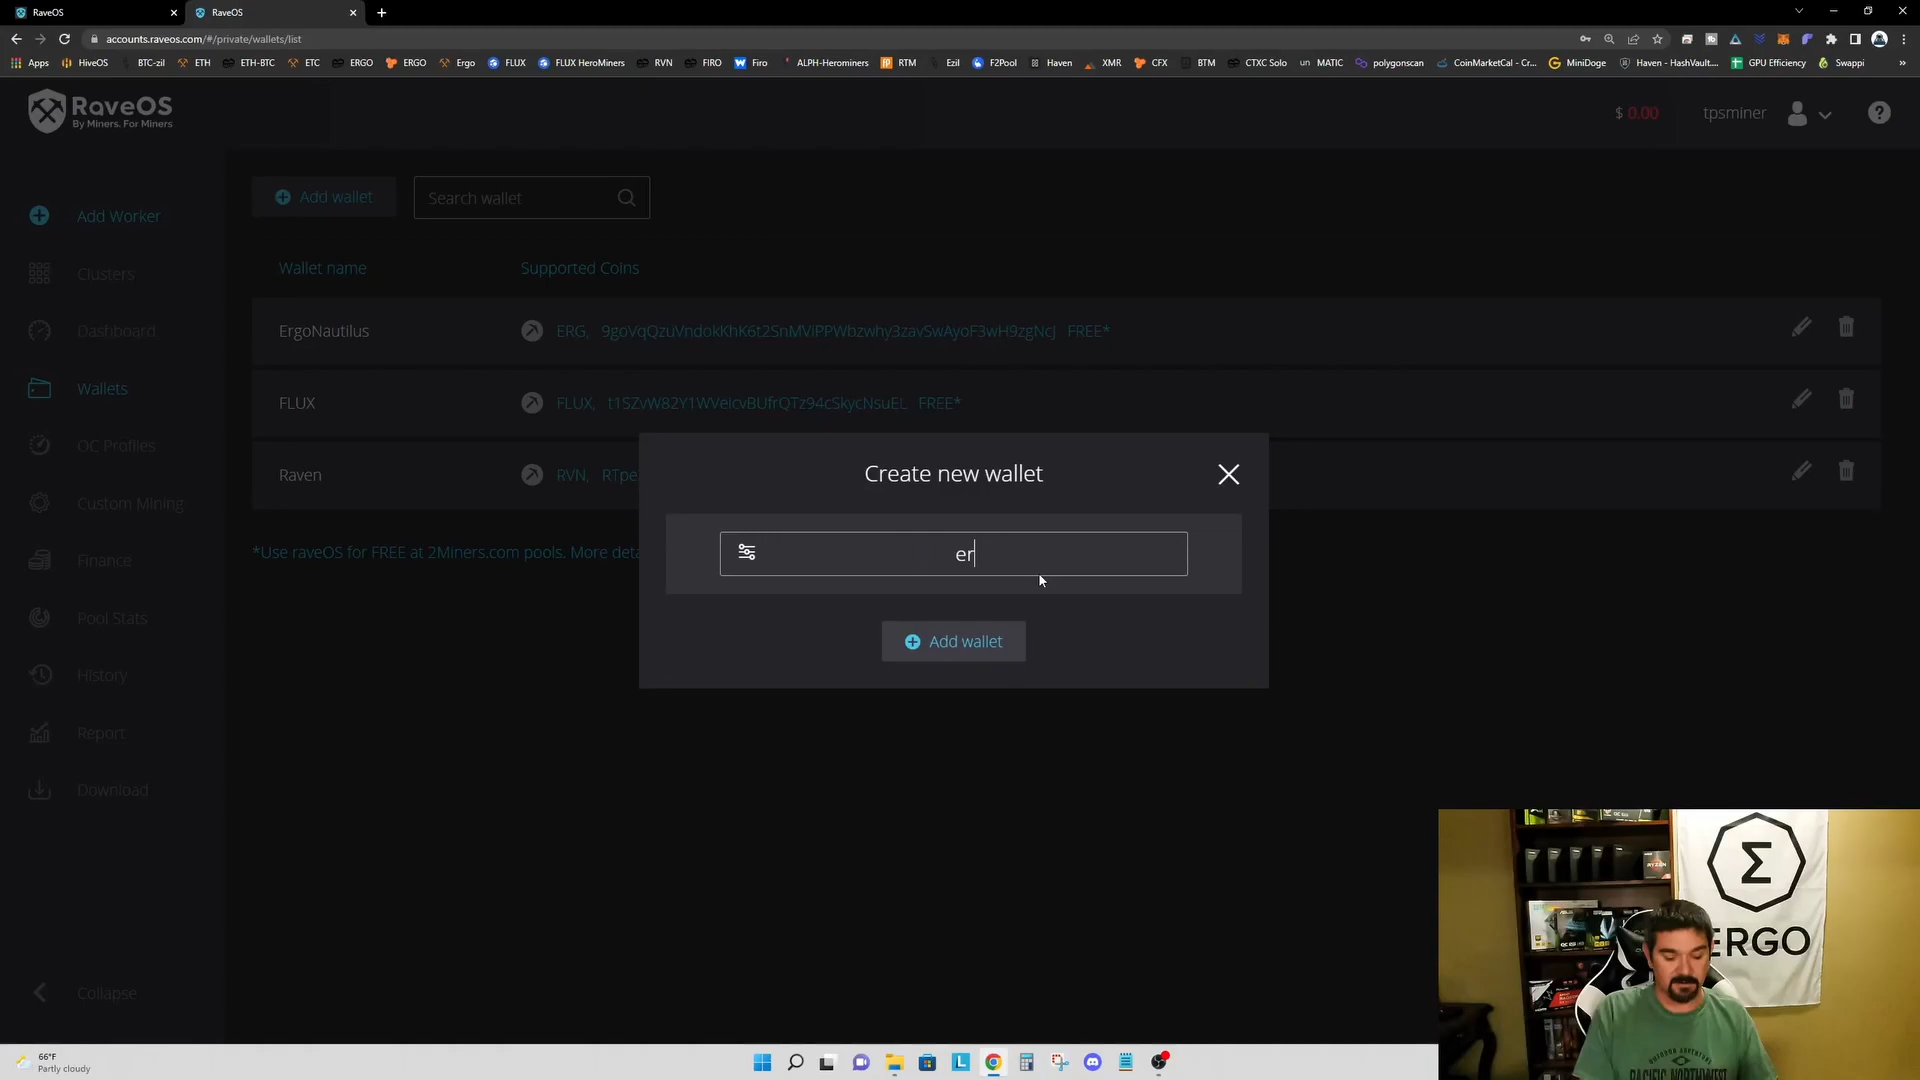 RaveOS
RaveOS
accounts.raveos.com/#/private/wallets/list
Apps HiveOS BTC-zil ETH ETH-BTC ETC ERGO ERGO Ergo FLUX FLUX HeroMiners RVN FIRO Firo ALPH-Herominers RTM Ezil F2Pool Haven XMR CFX BTM CTXC Solo MATIC polygonscan CoinMarketCal - Cr... MiniDoge Haven - HashVault.... GPU Efficiency Swappi
RaveOS
By Miners. For Miners
$ 0.00 tpsminer
Add Worker
Clusters
Dashboard
Wallets
OC Profiles
Custom Mining
Finance
Pool Stats
History
Report
Download
Collapse
Add wallet Search wallet
Wallet name Supported Coins
ErgoNautilus ERG, 9goVqQzuVndokKhK6t2SnMViPPWbzwhy3zavSwAyoF3wH9zgNcJ FREE*
FLUX FLUX, t1SZvW82Y1WVeicvBUfrQTz94cSkycNsuEL FREE*
Raven RVN, RTpe
*Use raveOS for FREE at 2Miners.com pools. More deta
Create new wallet
er
Add wallet
ERGO
RYZEN
PACIFIC NORTHWEST
66°F
Partly cloudy